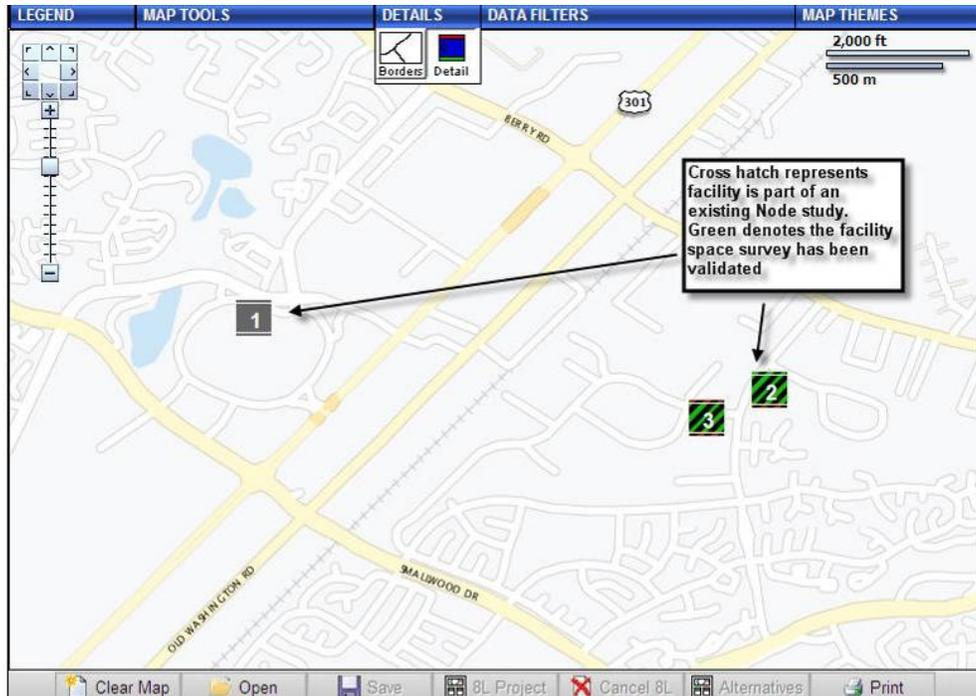 LEGEND MAP TOOLS DETAILS DATA FILTERS MAP THEMES
Borders Detail
2,000 ft
500 m
301
BERRY RD
Cross hatch represents
facility is part of an
existing Node study.
Green denotes the facility
space survey has been
validated
1
2
3
SMALLWOOD DR
OLD WASHINGTON RD
Clear Map Open Save 8L Project Cancel 8L Alternatives Print